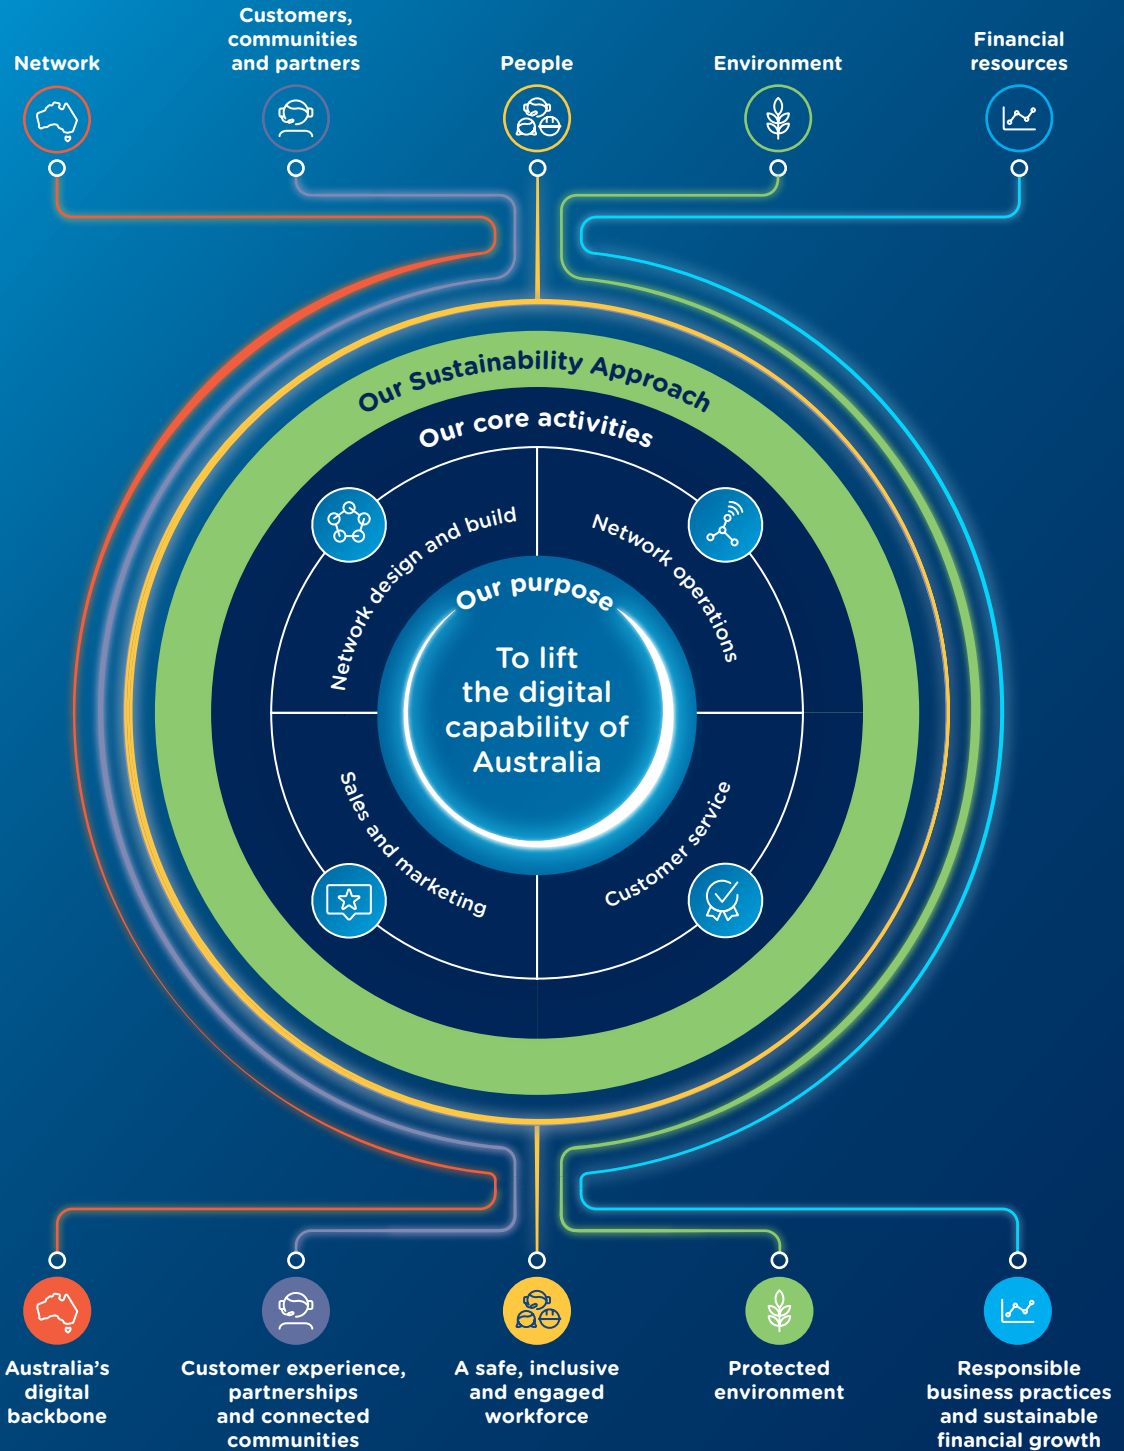 Network
Customers,
communities
and partners
People
Environment
Financial
resources
Our Sustainability Approach
Our core activities
Network design and build
Network operations
Our purpose
To lift
the digital
capability of
Australia
Sales and marketing
Customer service
Australia’s
digital
backbone
Customer experience,
partnerships
and connected
communities
A safe, inclusive
and engaged
workforce
Protected
environment
Responsible
business practices
and sustainable
financial growth